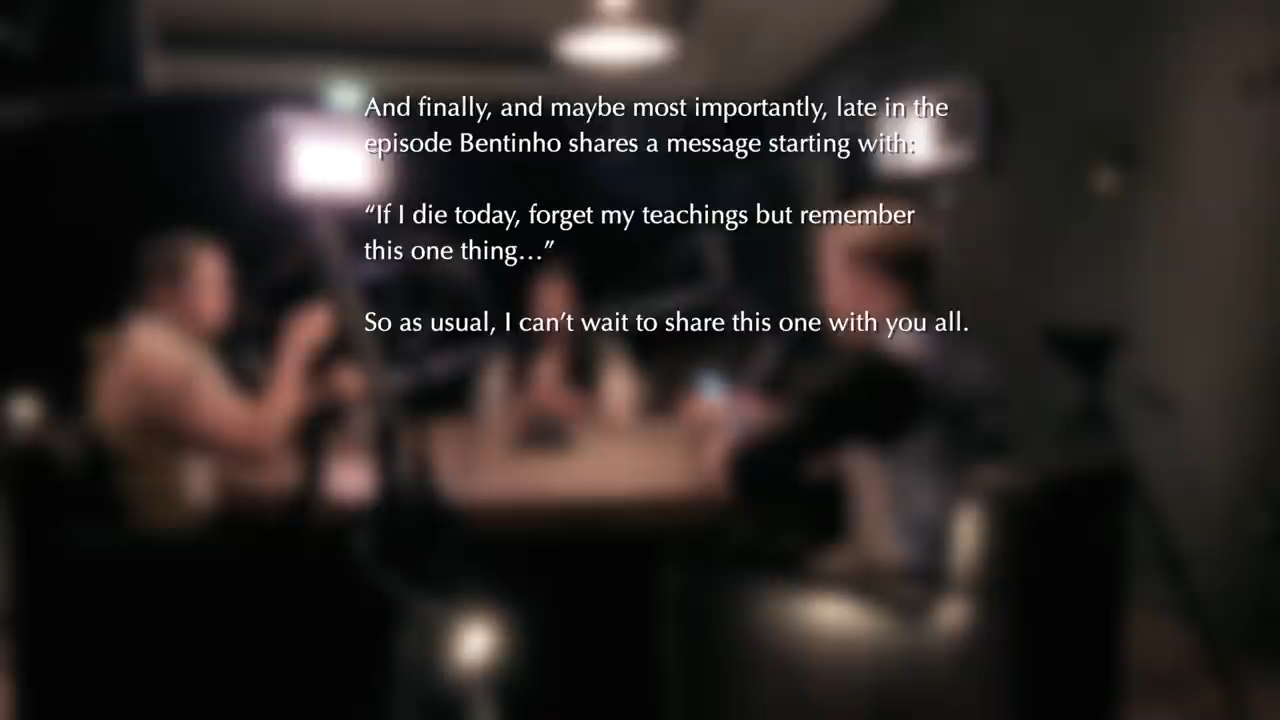 And finally, and maybe most importantly, late in the
episode Bentinho shares a message starting with:
“If I die today, forget my teachings but remember
this one thing…”
So as usual, I can’t wait to share this one with you all.